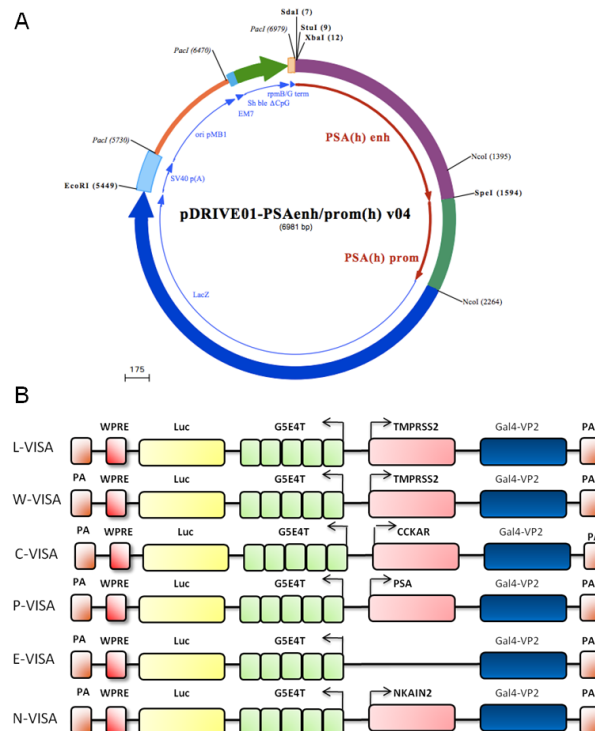 A
SdaI (7)
PacI (6979) StuI (9)
XbaI (12)
PacI (6470)
rpmB/G term
Sh ble ΔCpG
EM7
PSA(h) enh
ori pMB1
PacI (5730)
NcoI (1395)
SV40 p(A)
EcoRI (5449)
SpeI (1594)
pDRIVE01-PSAenh/prom(h) v04
(6981 bp)
PSA(h) prom
LacZ
NcoI (2264)
175
B
WPRE Luc G5E4T TMPRSS2 Gal4-VP2 PA
L-VISA
PA WPRE Luc G5E4T TMPRSS2 Gal4-VP2 PA
W-VISA
PA WPRE Luc G5E4T CCKAR Gal4-VP2 PA
C-VISA
PA WPRE Luc G5E4T PSA Gal4-VP2 PA
P-VISA
PA WPRE Luc G5E4T Gal4-VP2 PA
E-VISA
PA WPRE Luc G5E4T NKAIN2 Gal4-VP2 PA
N-VISA